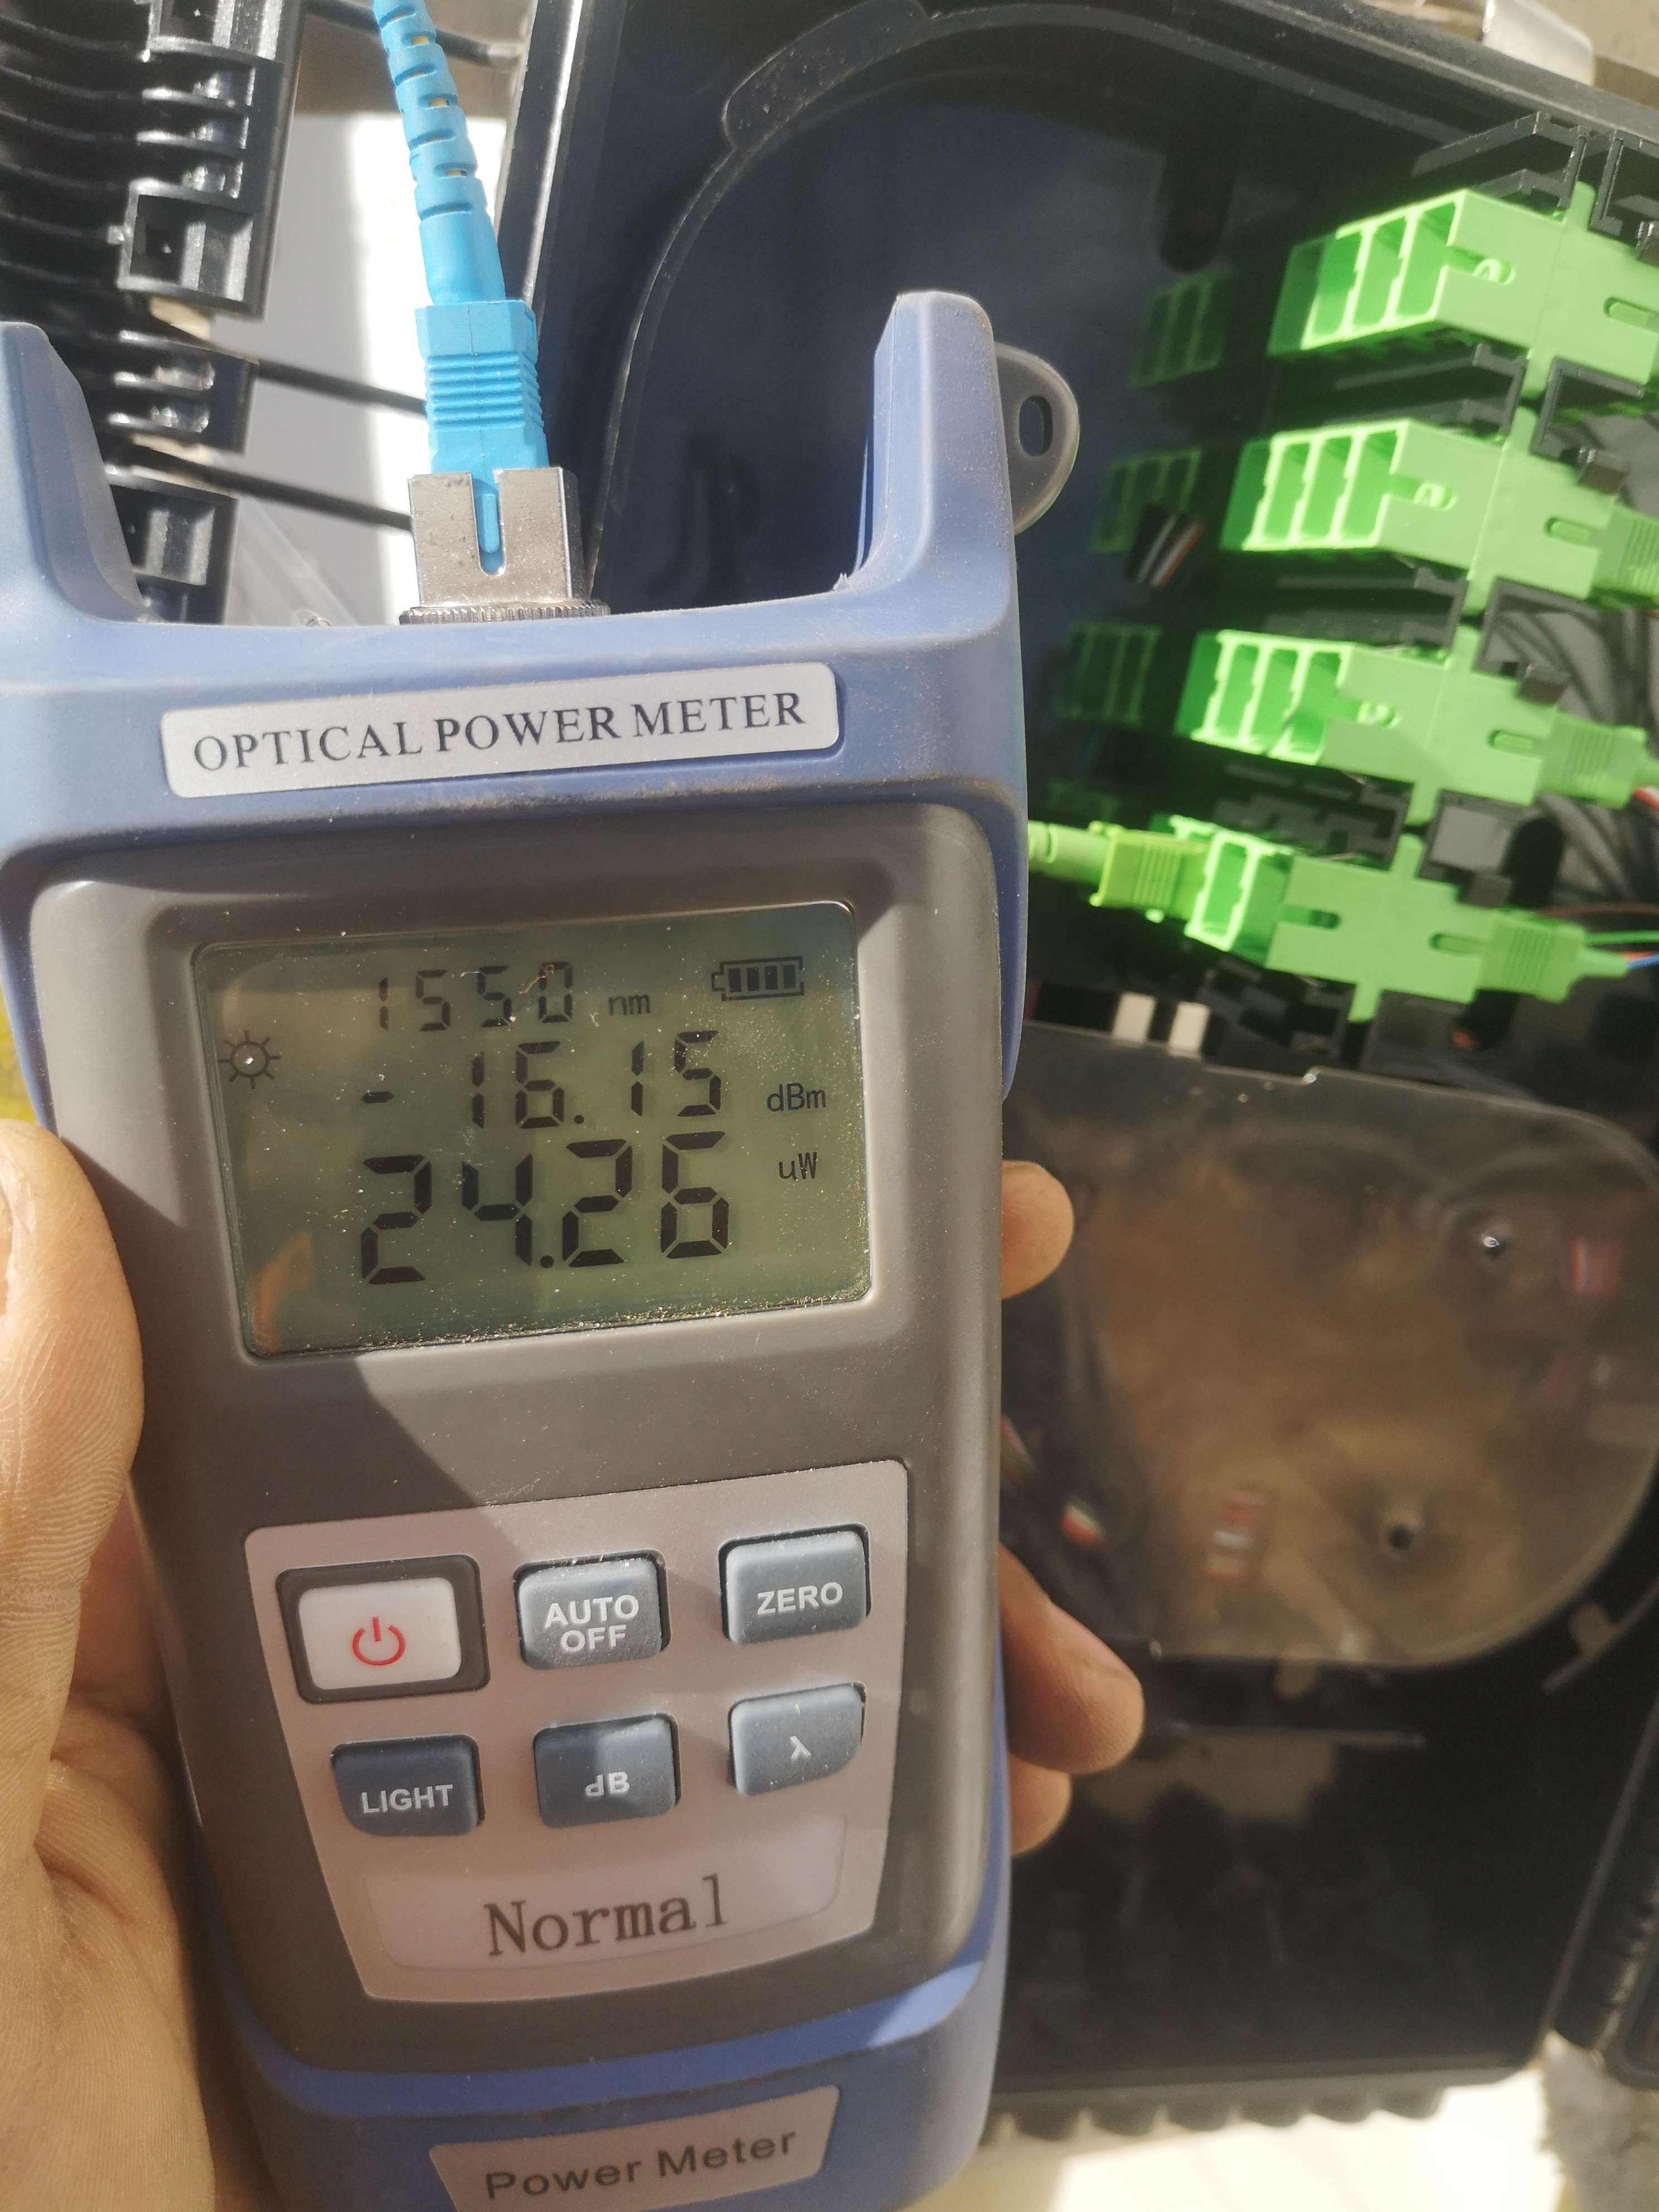 OPTICAL POWER METER
1550 nm
-16.15 dBm
24.26 uW
AUTO OFF
ZERO
LIGHT
dB
λ
Normal
Power Meter